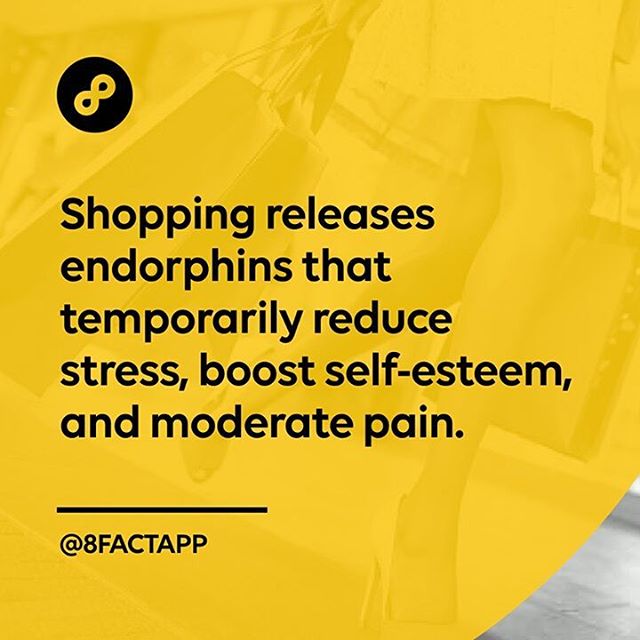 Shopping releases
endorphins that
temporarily reduce
stress, boost self-esteem,
and moderate pain.
@8FACTAPP